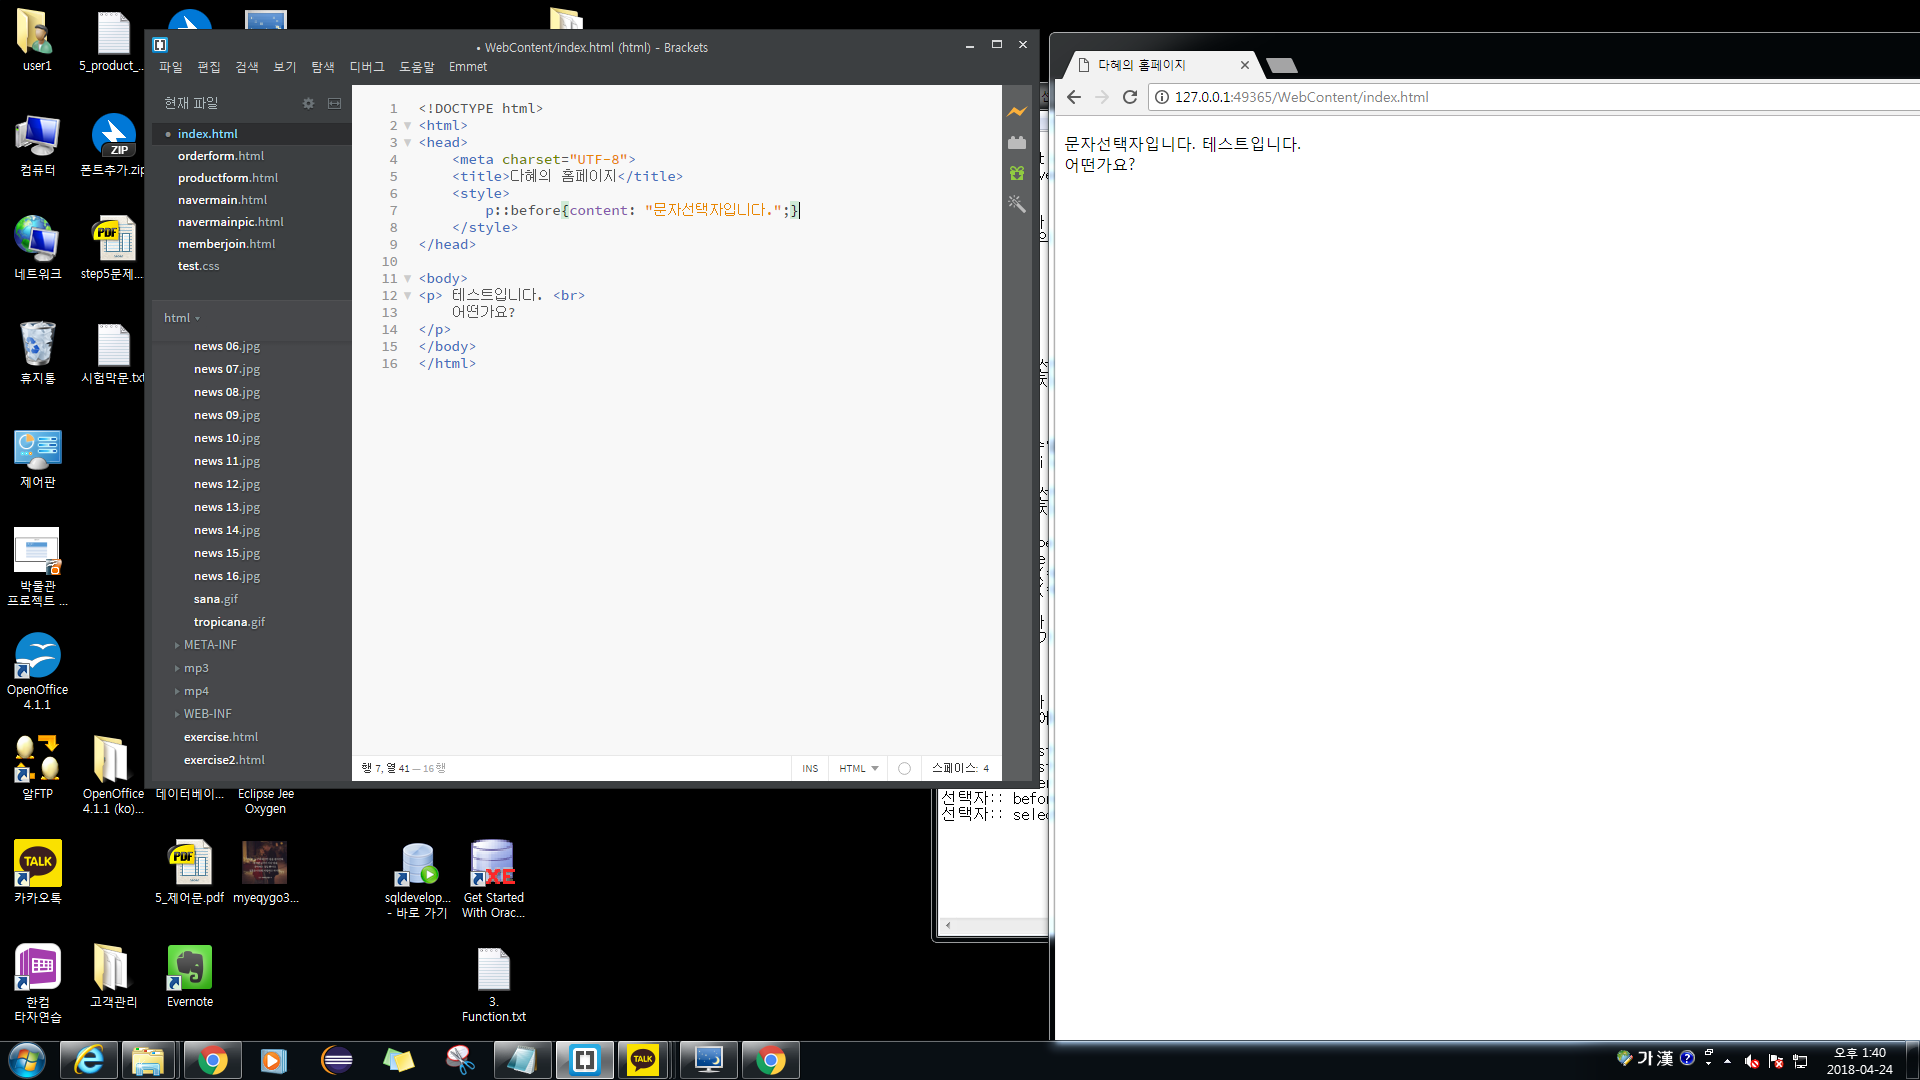 user1
5_product_...
컴퓨터
폰트추가.zip
네트워크
step5문제...
휴지통
시험막문.txt
제어판
박물관
프로젝트 ...
OpenOffice
4.1.1
알FTP
OpenOffice
4.1.1 (ko)...
데이터베이...
Eclipse Jee
Oxygen
카카오톡
5_제어문.pdf
myeqygo3...
sqldevelop...
- 바로 가기
Get Started
With Orac...
한컴
타자연습
고객관리
Evernote
3.
Function.txt
• WebContent/index.html (html) - Brackets
파일 편집 검색 보기 탐색 디버그 도움말 Emmet
현재 파일
index.html
orderform.html
productform.html
navermain.html
navermainpic.html
memberjoin.html
test.css
html
news 06.jpg
news 07.jpg
news 08.jpg
news 09.jpg
news 10.jpg
news 11.jpg
news 12.jpg
news 13.jpg
news 14.jpg
news 15.jpg
news 16.jpg
sana.gif
tropicana.gif
META-INF
mp3
mp4
WEB-INF
exercise.html
exercise2.html
1 <!DOCTYPE html>
2 <html>
3 <head>
4 <meta charset="UTF-8">
5 <title>다혜의 홈페이지</title>
6 <style>
7 p::before{content: "문자선택자입니다.";}
8 </style>
9 </head>
10
11 <body>
12 <p> 테스트입니다. <br>
13 어떤가요?
14 </p>
15 </body>
16 </html>
행 7, 열 41 — 16 행
INS
HTML
스페이스: 4
선택자:: befor
선택자:: selec
다혜의 홈페이지
127.0.0.1:49365/WebContent/index.html
문자선택자입니다. 테스트입니다.
어떤가요?
ZIP
PDF
TALK
PDF
XE
TALK
가 漢
오후 1:40
2018-04-24